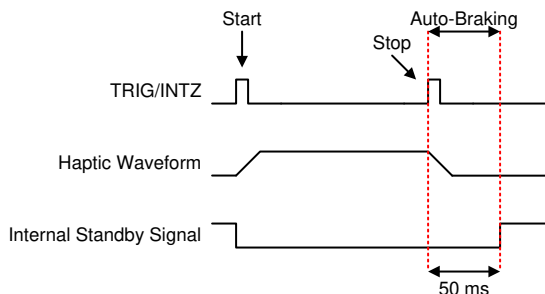 Start
Auto-Braking
Stop
TRIG/INTZ
Haptic Waveform
Internal Standby Signal
50 ms